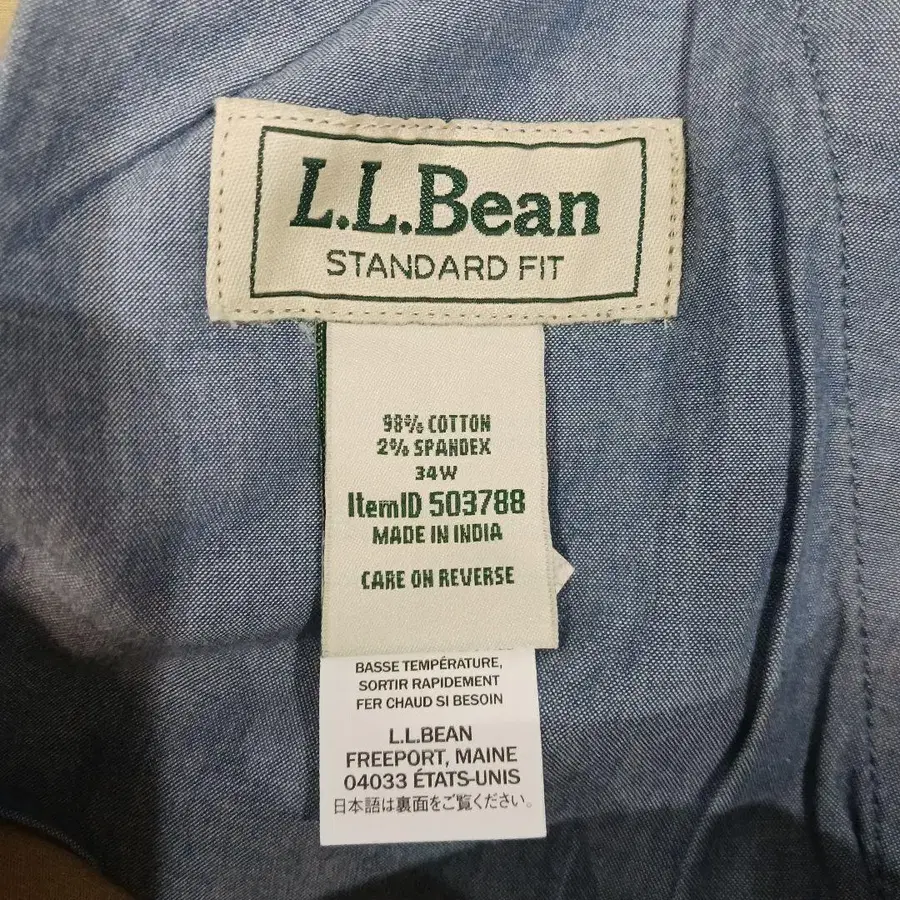 L.L.Bean
STANDARD FIT
98% COTTON
2% SPANDEX
34W
ItemID 503788
MADE IN INDIA
CARE ON REVERSE
BASSE TEMPÉRATURE,
SORTIR RAPIDEMENT
FER CHAUD SI BESOIN
L.L.BEAN
FREEPORT, MAINE
04033 ÉTATS-UNIS
日本語は裏面をご覧ください。